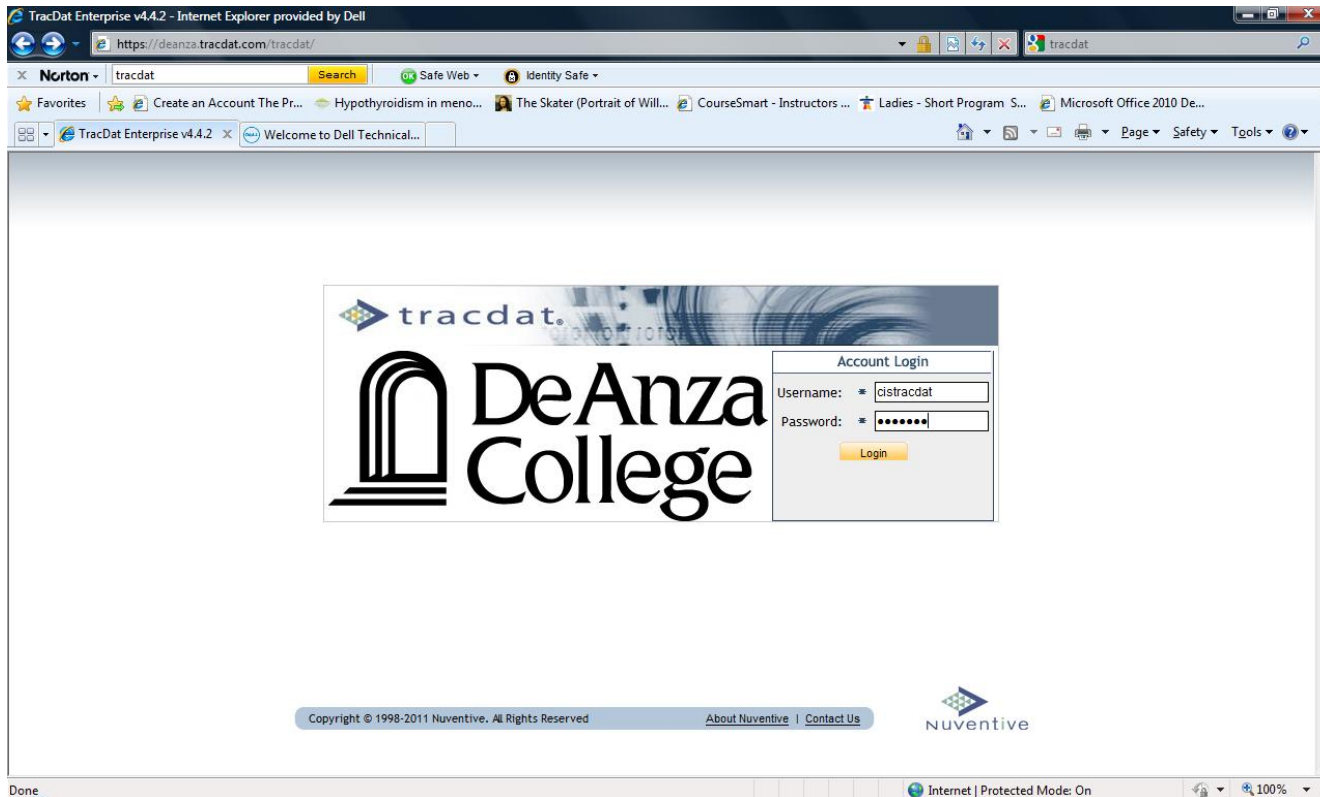 TracDat Enterprise v4.4.2 - Internet Explorer provided by Dell
https://deanza.tracdat.com/tracdat/ tracdat
x Norton - tracdat Search OK Safe Web Identity Safe
Favorites Create an Account The Pr... Hypothyroidism in meno... The Skater (Portrait of Will... CourseSmart - Instructors ... Ladies - Short Program S... Microsoft Office 2010 De...
TracDat Enterprise v4.4.2 x Welcome to Dell Technical... Page Safety Tools
tracdat.
De Anza
College
Account Login
Username: * cistracdat
Password: * •••••••
Login
Copyright © 1998-2011 Nuventive. All Rights Reserved About Nuventive | Contact Us
Nuventive
Done Internet | Protected Mode: On 100%